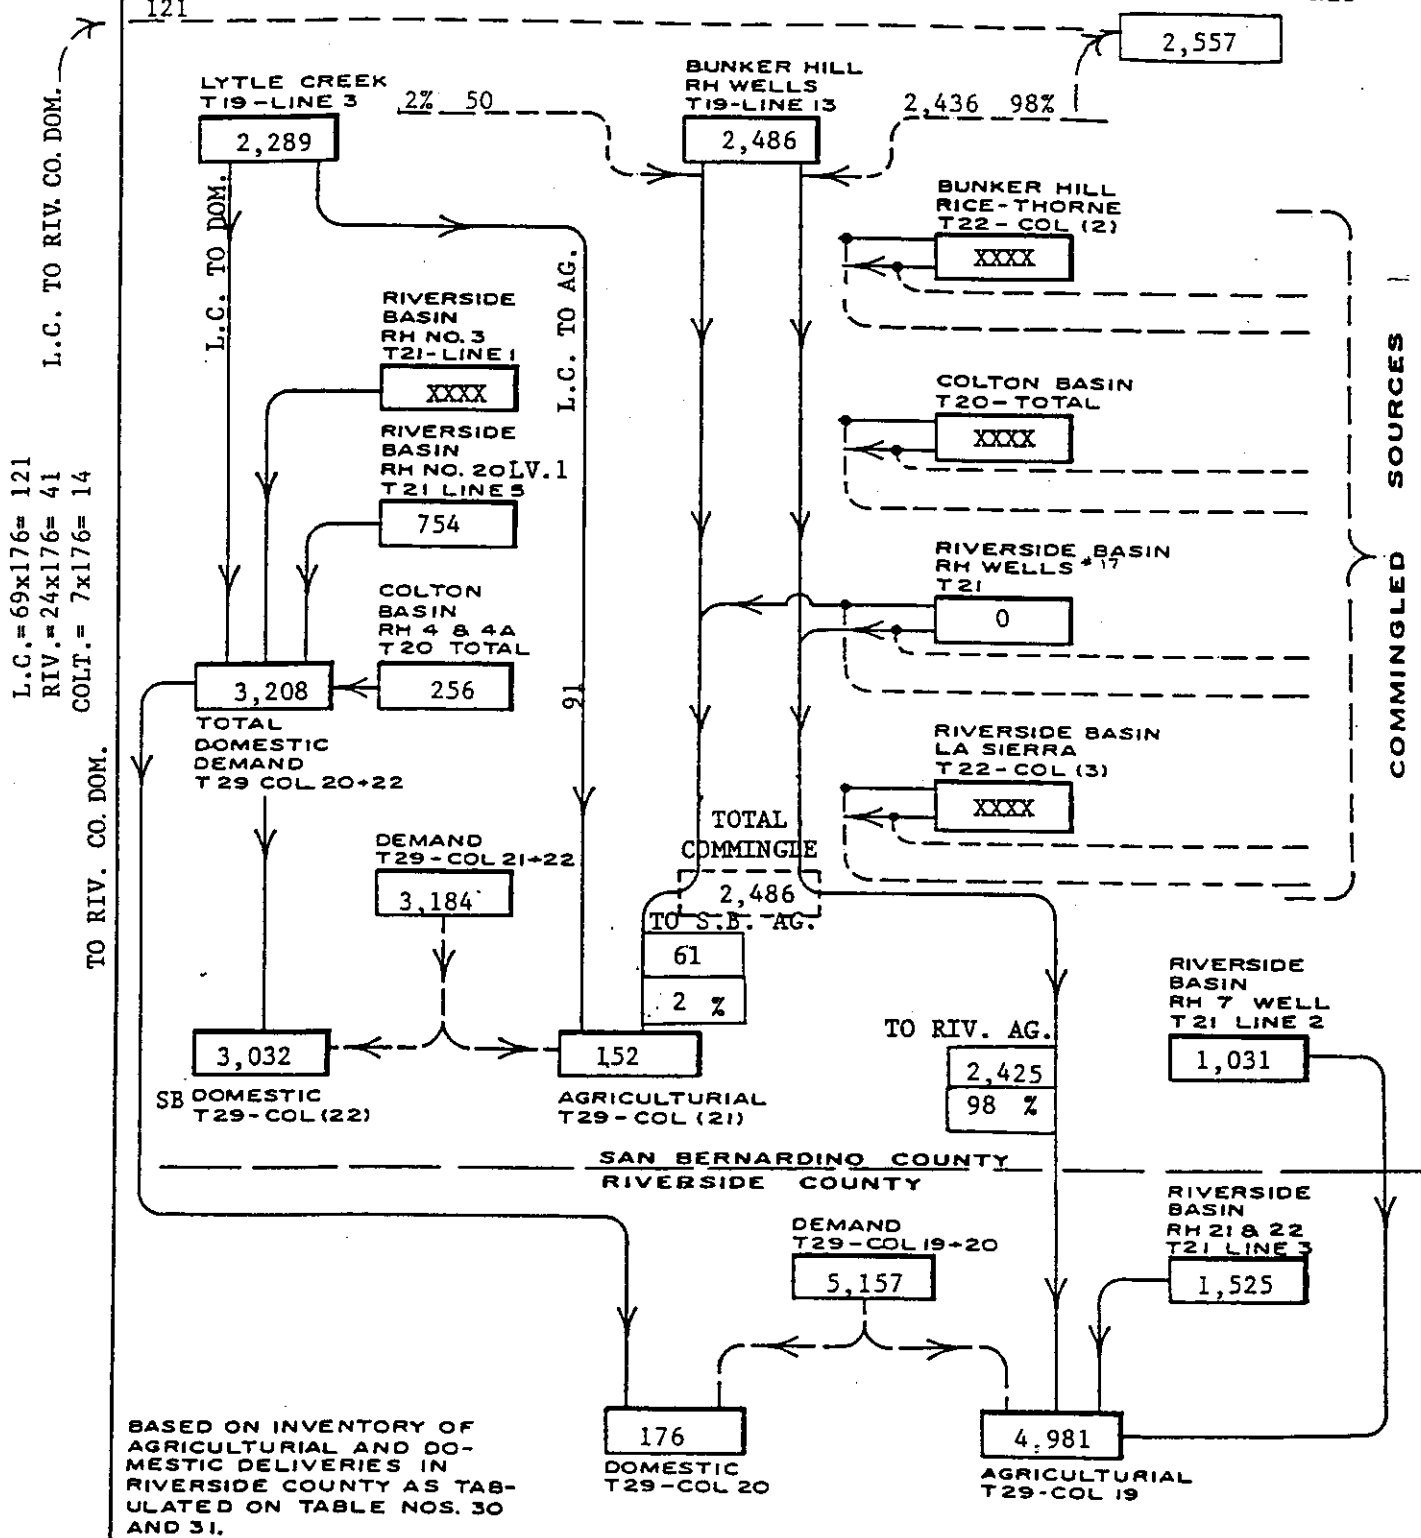 121
2,557
LYTLE CREEK
T19-LINE 3
2,289
2% 50
BUNKER HILL
RH WELLS
T19-LINE 13
2,486
2,436 98%
BUNKER HILL
RICE-THORNE
T22-COL (2)
XXXX
L.C. TO RIV. CO. DOM.
L.C. TO DOM.
L.C. TO AG.
RIVERSIDE
BASIN
RH NO. 3
T21-LINE 1
XXXX
COLTON BASIN
T20-TOTAL
XXXX
RIVERSIDE
BASIN
RH NO. 20 LV.1
T21 LINE 5
754
L.C.= 69x176= 121
RIV.= 24x176= 41
COLT.= 7x176= 14
RIVERSIDE BASIN
RH WELLS #17
T21
0
COMMINGLED SOURCES
COLTON
BASIN
RH 4 & 4A
T20 TOTAL
256
3,208
TOTAL
DOMESTIC
DEMAND
T29 COL 20+22
91
RIVERSIDE BASIN
LA SIERRA
T22-COL (3)
XXXX
TO RIV. CO. DOM.
DEMAND
T29-COL 21+22
3,184
TOTAL
COMMINGLE
2,486
TO S.B. AG.
61
2 %
3,032
SB DOMESTIC
T29-COL (22)
152
AGRICULTURIAL
T29-COL (21)
TO RIV. AG.
2,425
98 %
RIVERSIDE
BASIN
RH 7 WELL
T21 LINE 2
1,031
SAN BERNARDINO COUNTY
RIVERSIDE COUNTY
DEMAND
T29-COL 19+20
5,157
RIVERSIDE
BASIN
RH 21 & 22
T21 LINE 3
1,525
176
DOMESTIC
T29-COL 20
4,981
AGRICULTURIAL
T29-COL 19
BASED ON INVENTORY OF
AGRICULTURIAL AND DO-
MESTIC DELIVERIES IN
RIVERSIDE COUNTY AS TAB-
ULATED ON TABLE NOS. 30
AND 31.